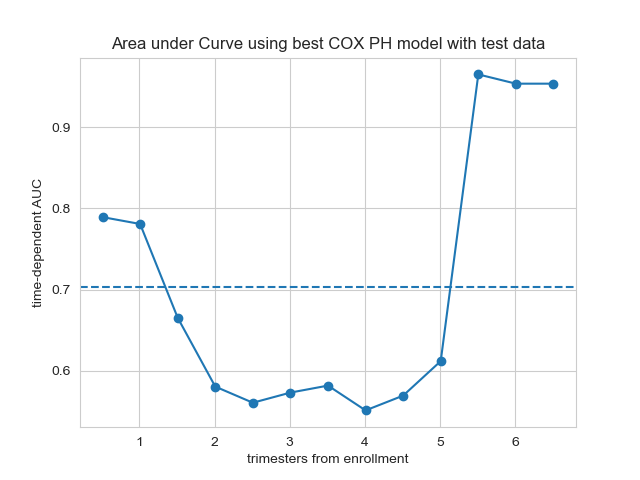 Area under Curve using best COX PH model with test data
time-dependent AUC
0.9
0.8
0.7
0.6
1 2 3 4 5 6
trimesters from enrollment